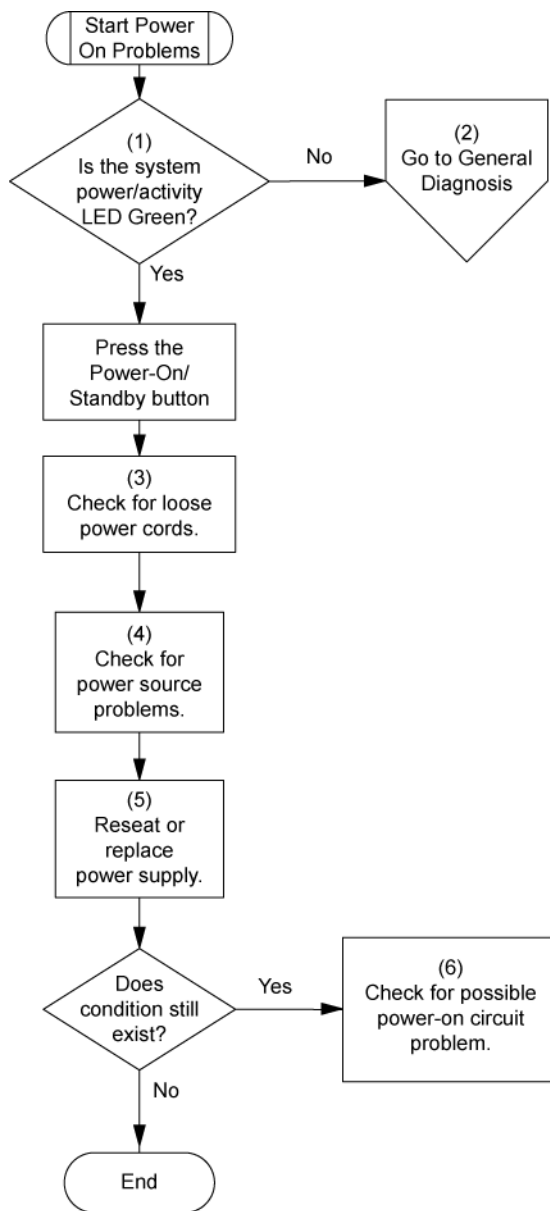 Start Power
On Problems
(1)
Is the system
power/activity
LED Green?
No
(2)
Go to General
Diagnosis
Yes
Press the
Power-On/
Standby button
(3)
Check for loose
power cords.
(4)
Check for
power source
problems.
(5)
Reseat or
replace
power supply.
Does
condition still
exist?
Yes
(6)
Check for possible
power-on circuit
problem.
No
End